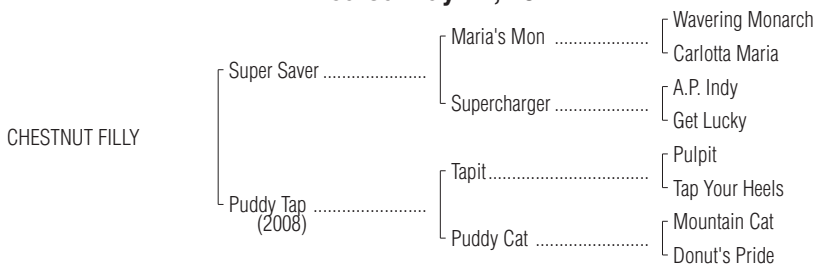 Wavering Monarch
Maria's Mon ....................
Carlotta Maria
Super Saver ......................
A.P. Indy
Supercharger ....................
Get Lucky
CHESTNUT FILLY
Pulpit
Tapit..................................
Tap Your Heels
Puddy Tap ........................
(2008)
Mountain Cat
Puddy Cat ........................
Donut's Pride